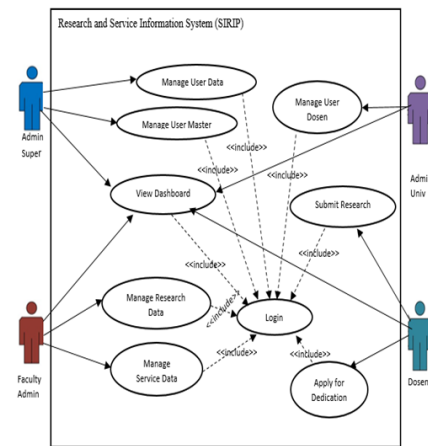 Research and Service Information System (SIRIP)
Manage User Data
Manage User
Dosen
Admin
Super
Manage User Master
Admi
Univ
<<include>>
<<include>>
<<include>>
View Dashboard
Submit Research
<<include>>
<<include>>
Manage Research
Data
<<include>>
Login
Manage
Service Data
<<include>>
<<include>>
Faculty
Admin
Apply for
Dedication
Dosen